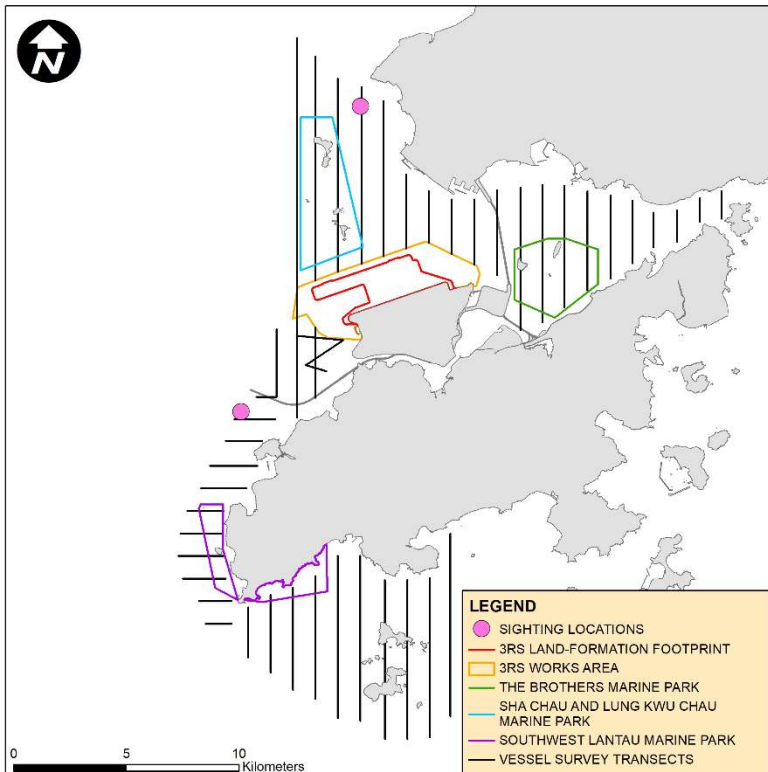 N
LEGEND
SIGHTING LOCATIONS
3RS LAND-FORMATION FOOTPRINT
3RS WORKS AREA
THE BROTHERS MARINE PARK
SHA CHAU AND LUNG KWU CHAU
MARINE PARK
SOUTHWEST LANTAU MARINE PARK
VESSEL SURVEY TRANSECTS
0 5 10
Kilometers